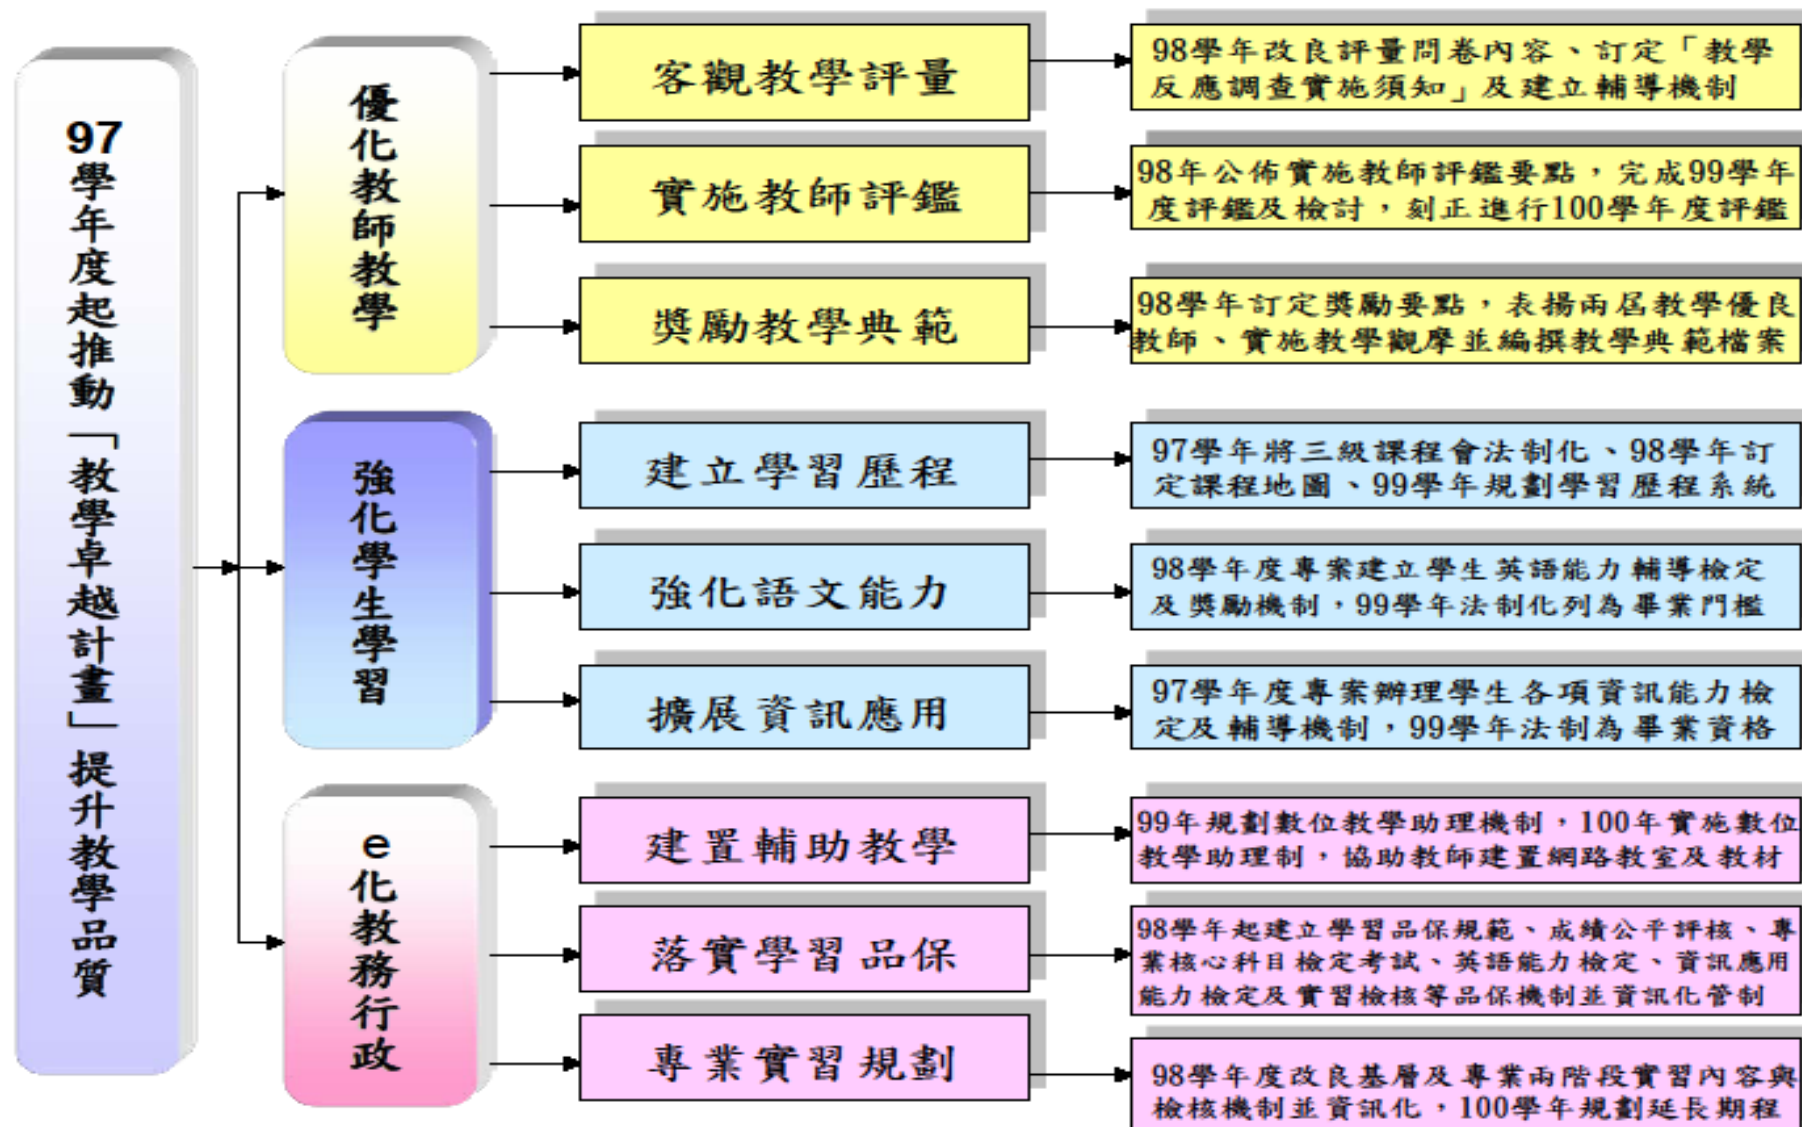 97學年度起推動「教學卓越計畫」提升教學品質
優化教師教學
客觀教學評量
98學年改良評量問卷內容、訂定「教學
反應調查實施須知」及建立輔導機制
實施教師評鑑
98年公佈實施教師評鑑要點，完成99學年
度評鑑及檢討，刻正進行100學年度評鑑
獎勵教學典範
98學年訂定獎勵要點，表揚兩屆教學優良
教師、實施教學觀摩並編撰教學典範檔案
強化學生學習
建立學習歷程
97學年將三級課程會法制化、98學年訂
定課程地圖、99學年規劃學習歷程系統
強化語文能力
98學年度專案建立學生英語能力輔導檢定
及獎勵機制，99學年法制化列為畢業門檻
擴展資訊應用
97學年度專案辦理學生各項資訊能力檢
定及輔導機制，99學年法制為畢業資格
e化教務行政
建置輔助教學
99年規劃數位教學助理機制，100年實施數位
教學助理制，協助教師建置網路教室及教材
落實學習品保
98學年起建立學習品保規範、成績公平評核、專
業核心科目檢定考試、英語能力檢定、資訊應用
能力檢定及實習檢核等品保機制並資訊化管制
專業實習規劃
98學年度改良基層及專業兩階段實習內容與
檢核機制並資訊化，100學年規劃延長期程